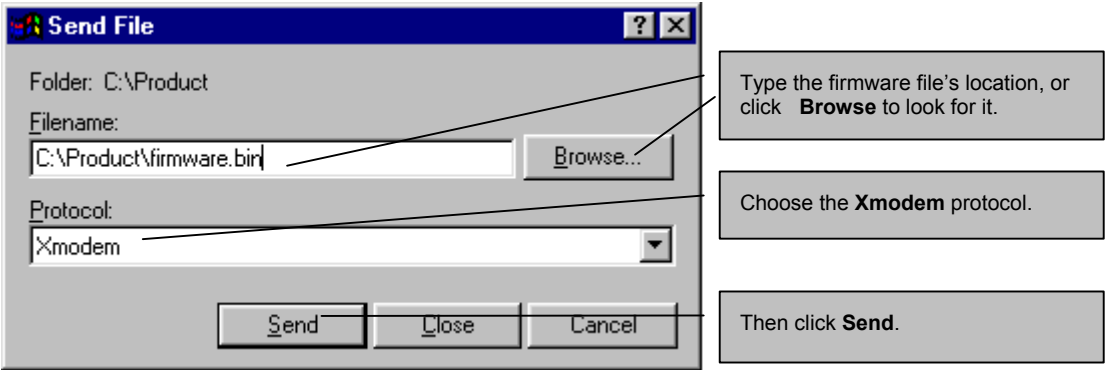 Send File
Folder: C:\Product
Filename:
C:\Product\firmware.bin
Browse...
Protocol:
Xmodem
Send
Close
Cancel
Type the firmware file's location, or
click Browse to look for it.
Choose the Xmodem protocol.
Then click Send.